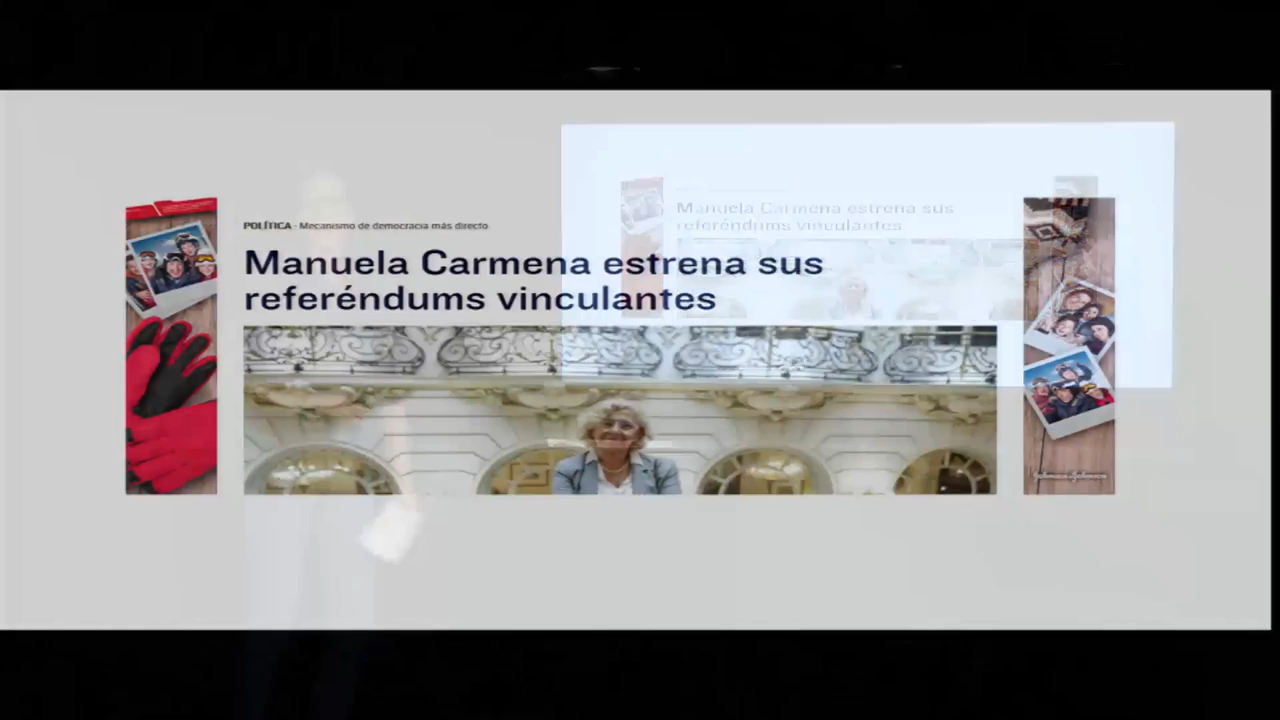 POLÍTICA - Mecanismo de democracia más directo
Manuela Carmena estrena sus
referéndums vinculantes
Manuela Carmena estrena sus
referéndums vinculantes